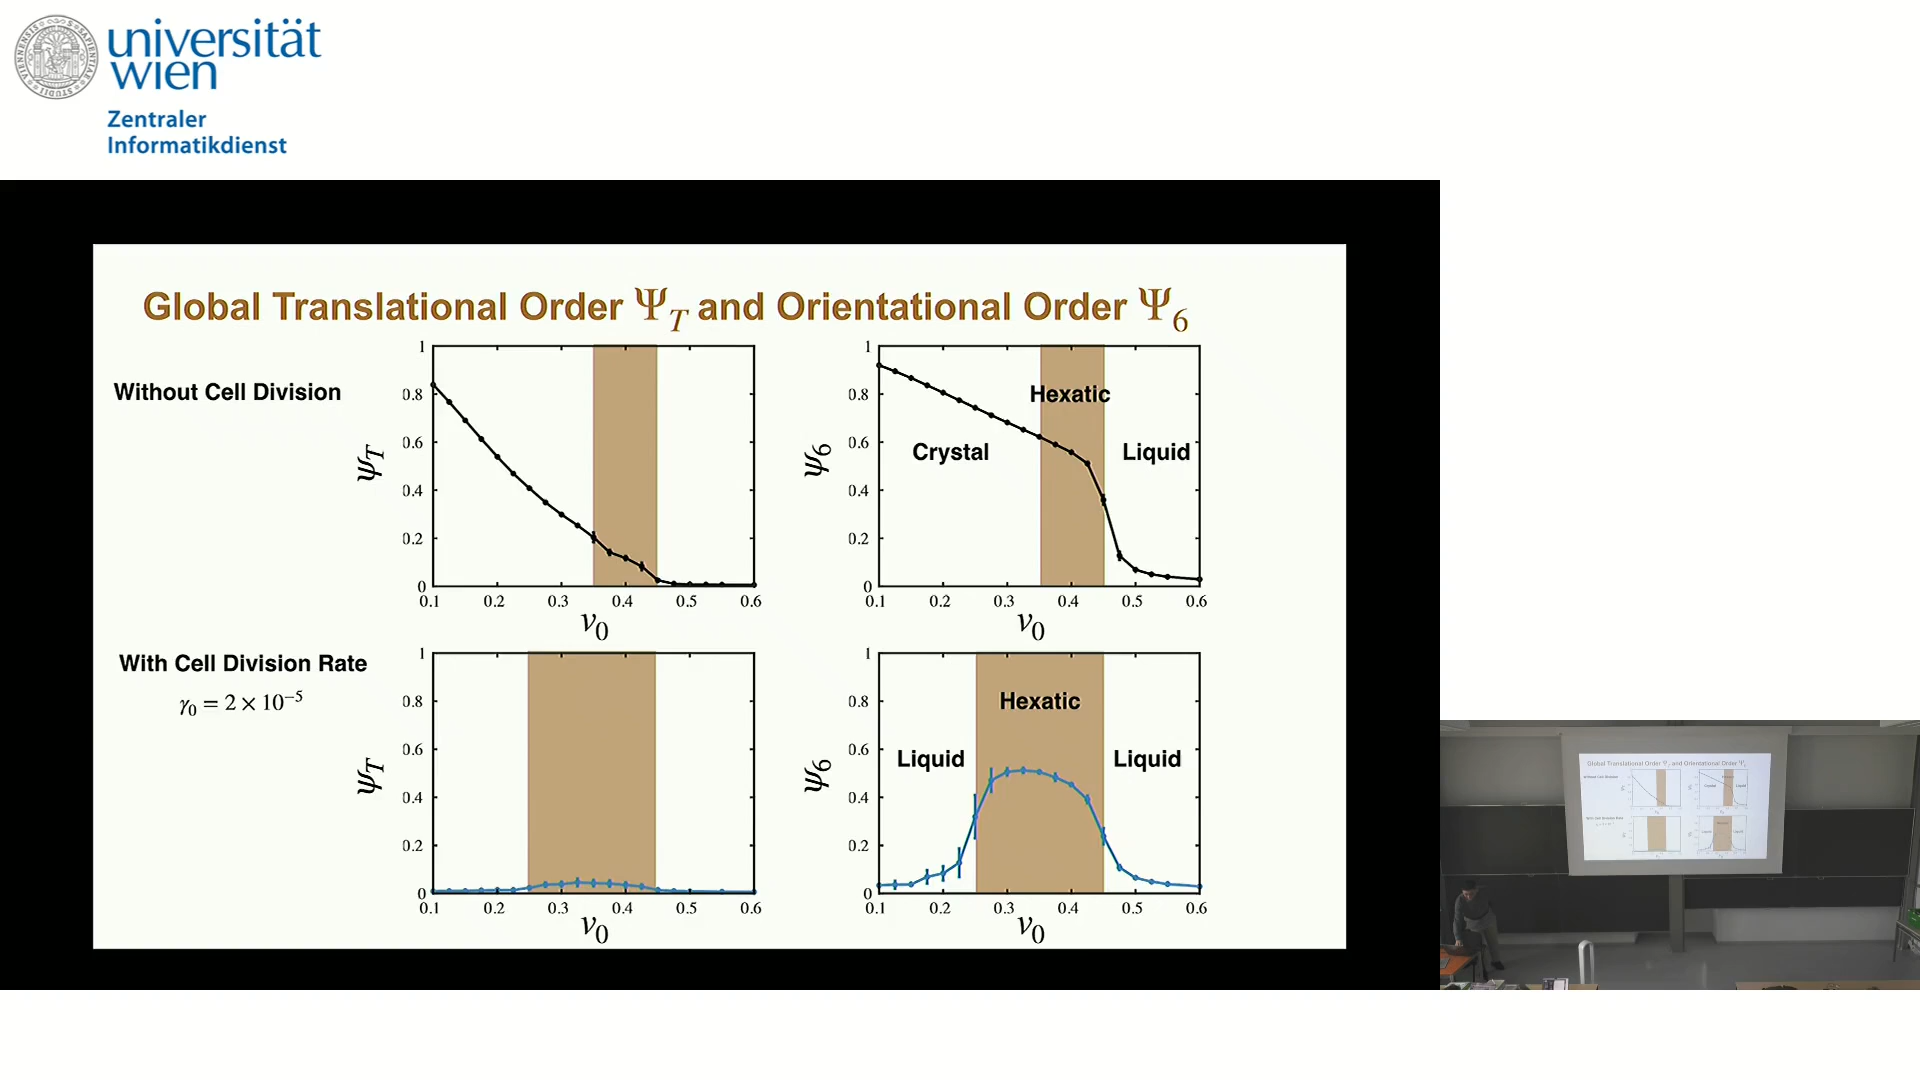 universität
wien
Zentraler
Informatikdienst
Global Translational Order Ψ_T and Orientational Order Ψ_6
Without Cell Division
1
0.8
0.6
0.4
0.2
0
ψ_T
0.1 0.2 0.3 0.4 0.5 0.6
v_0
1
0.8
0.6
0.4
0.2
0
ψ_6
Hexatic
Crystal
Liquid
0.1 0.2 0.3 0.4 0.5 0.6
v_0
With Cell Division Rate
γ_0 = 2 × 10^−5
1
0.8
0.6
0.4
0.2
0
ψ_T
0.1 0.2 0.3 0.4 0.5 0.6
v_0
1
0.8
0.6
0.4
0.2
0
ψ_6
Hexatic
Liquid
Liquid
0.1 0.2 0.3 0.4 0.5 0.6
v_0